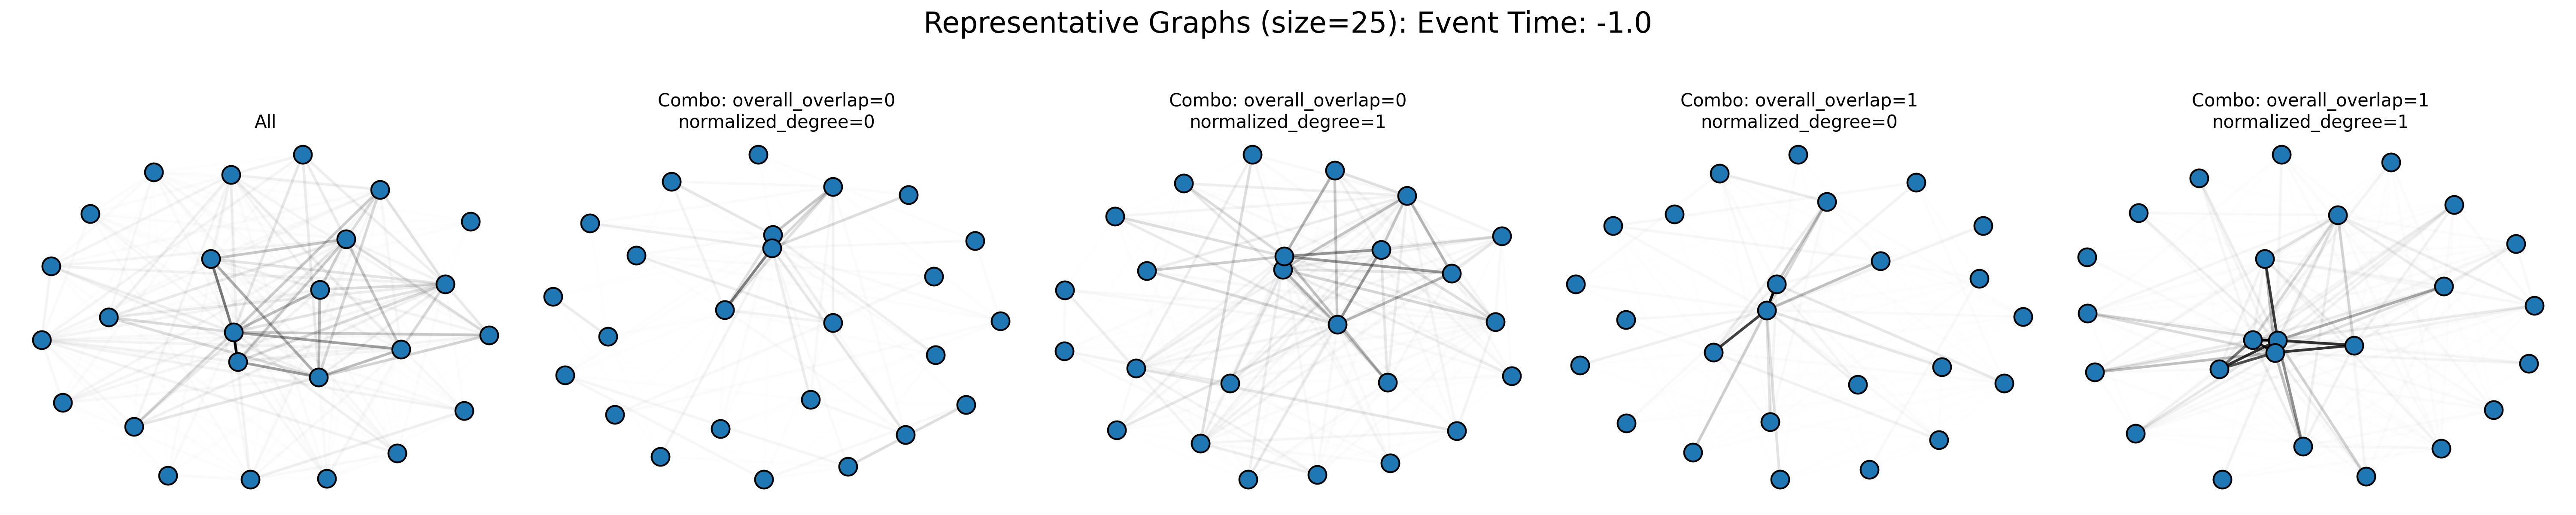 Representative Graphs (size=25): Event Time: -1.0
All
Combo: overall_overlap=0
normalized_degree=0
Combo: overall_overlap=0
normalized_degree=1
Combo: overall_overlap=1
normalized_degree=0
Combo: overall_overlap=1
normalized_degree=1